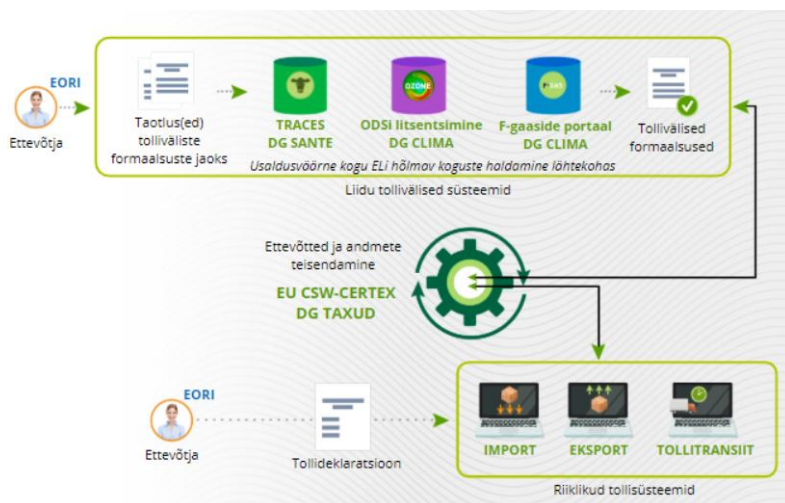 EORI
Ettevõtja
Taotlus(ed)
tolliväliste
formaalsuste jaoks
TRACES
DG SANTE
OZONE
ODSi litsentsimine
DG CLIMA
F-GAS
F-gaaside portaal
DG CLIMA
Tollivälised
formaalsused
Usaldusväärne kogu ELi hõlmav koguste haldamine lähtekohas
Liidu tollivälised süsteemid
Ettevõtted ja andmete
teisendamine
EU CSW-CERTEX
DG TAXUD
EORI
Ettevõtja
Tollideklaratsioon
IMPORT
EKSPORT
TOLLITRANSIIT
Riiklikud tollisüsteemid